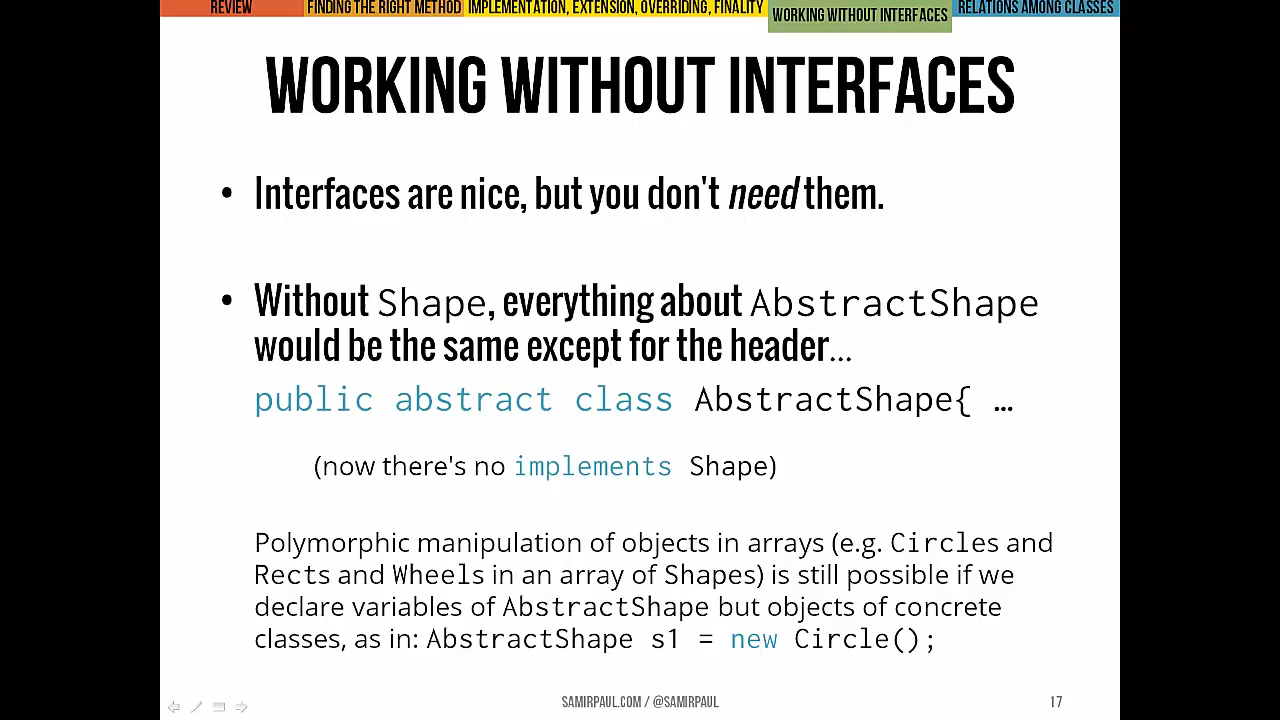 REVIEW FINDING THE RIGHT METHOD IMPLEMENTATION, EXTENSION, OVERRIDING, FINALITY WORKING WITHOUT INTERFACES RELATIONS AMONG CLASSES
WORKING WITHOUT INTERFACES
• Interfaces are nice, but you don't need them.
• Without Shape, everything about AbstractShape
would be the same except for the header…
public abstract class AbstractShape{ …
(now there's no implements Shape)
Polymorphic manipulation of objects in arrays (e.g. Circles and
Rects and Wheels in an array of Shapes) is still possible if we
declare variables of AbstractShape but objects of concrete
classes, as in: AbstractShape s1 = new Circle();
SAMIRPAUL.COM / @SAMIRPAUL 17